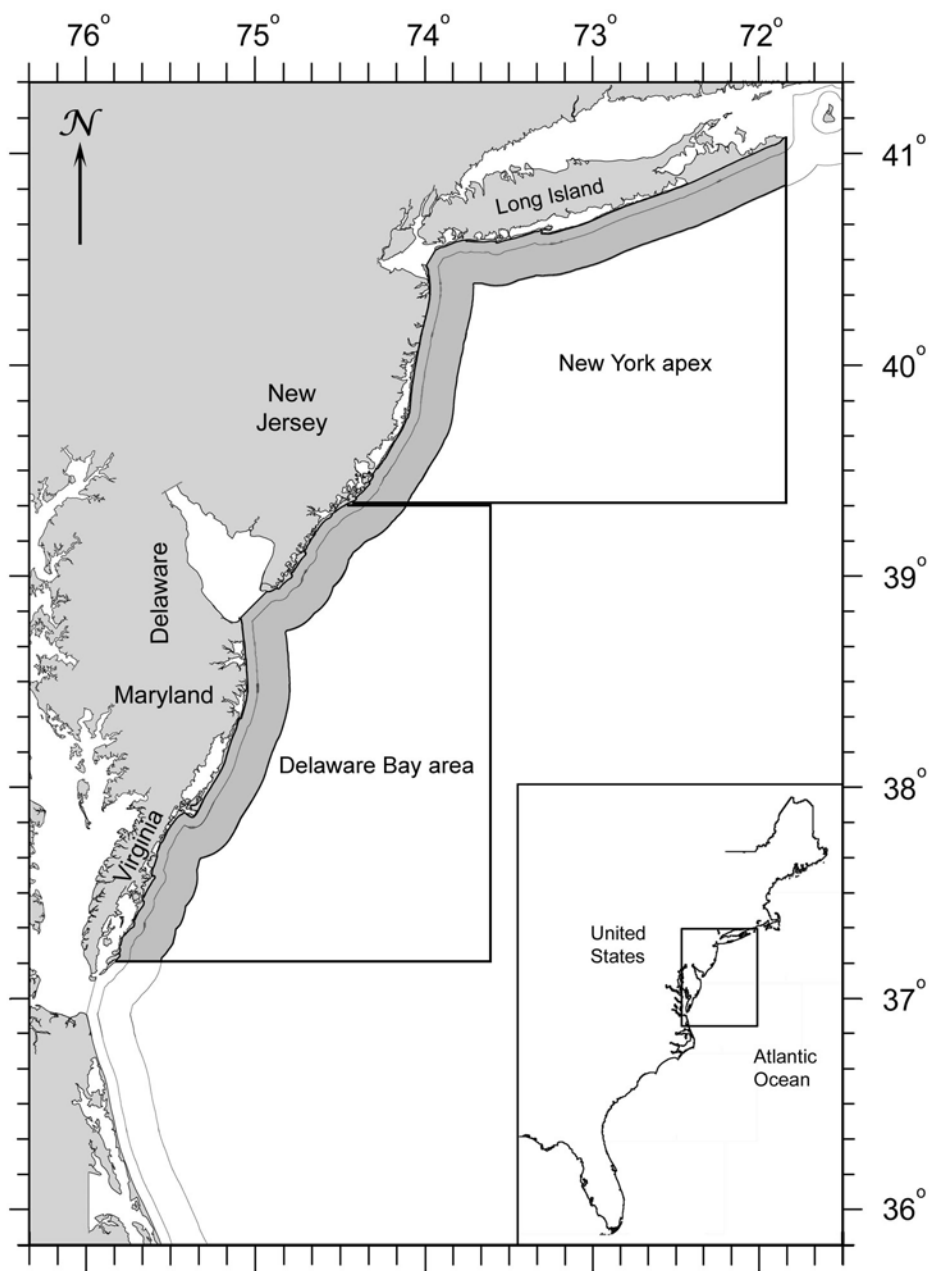 76° 75° 74° 73° 72°
N
41°
Long Island
40°
New York apex
New
Jersey
39°
Delaware
Maryland
Delaware Bay area
38°
Virginia
United
States
37°
Atlantic
Ocean
36°